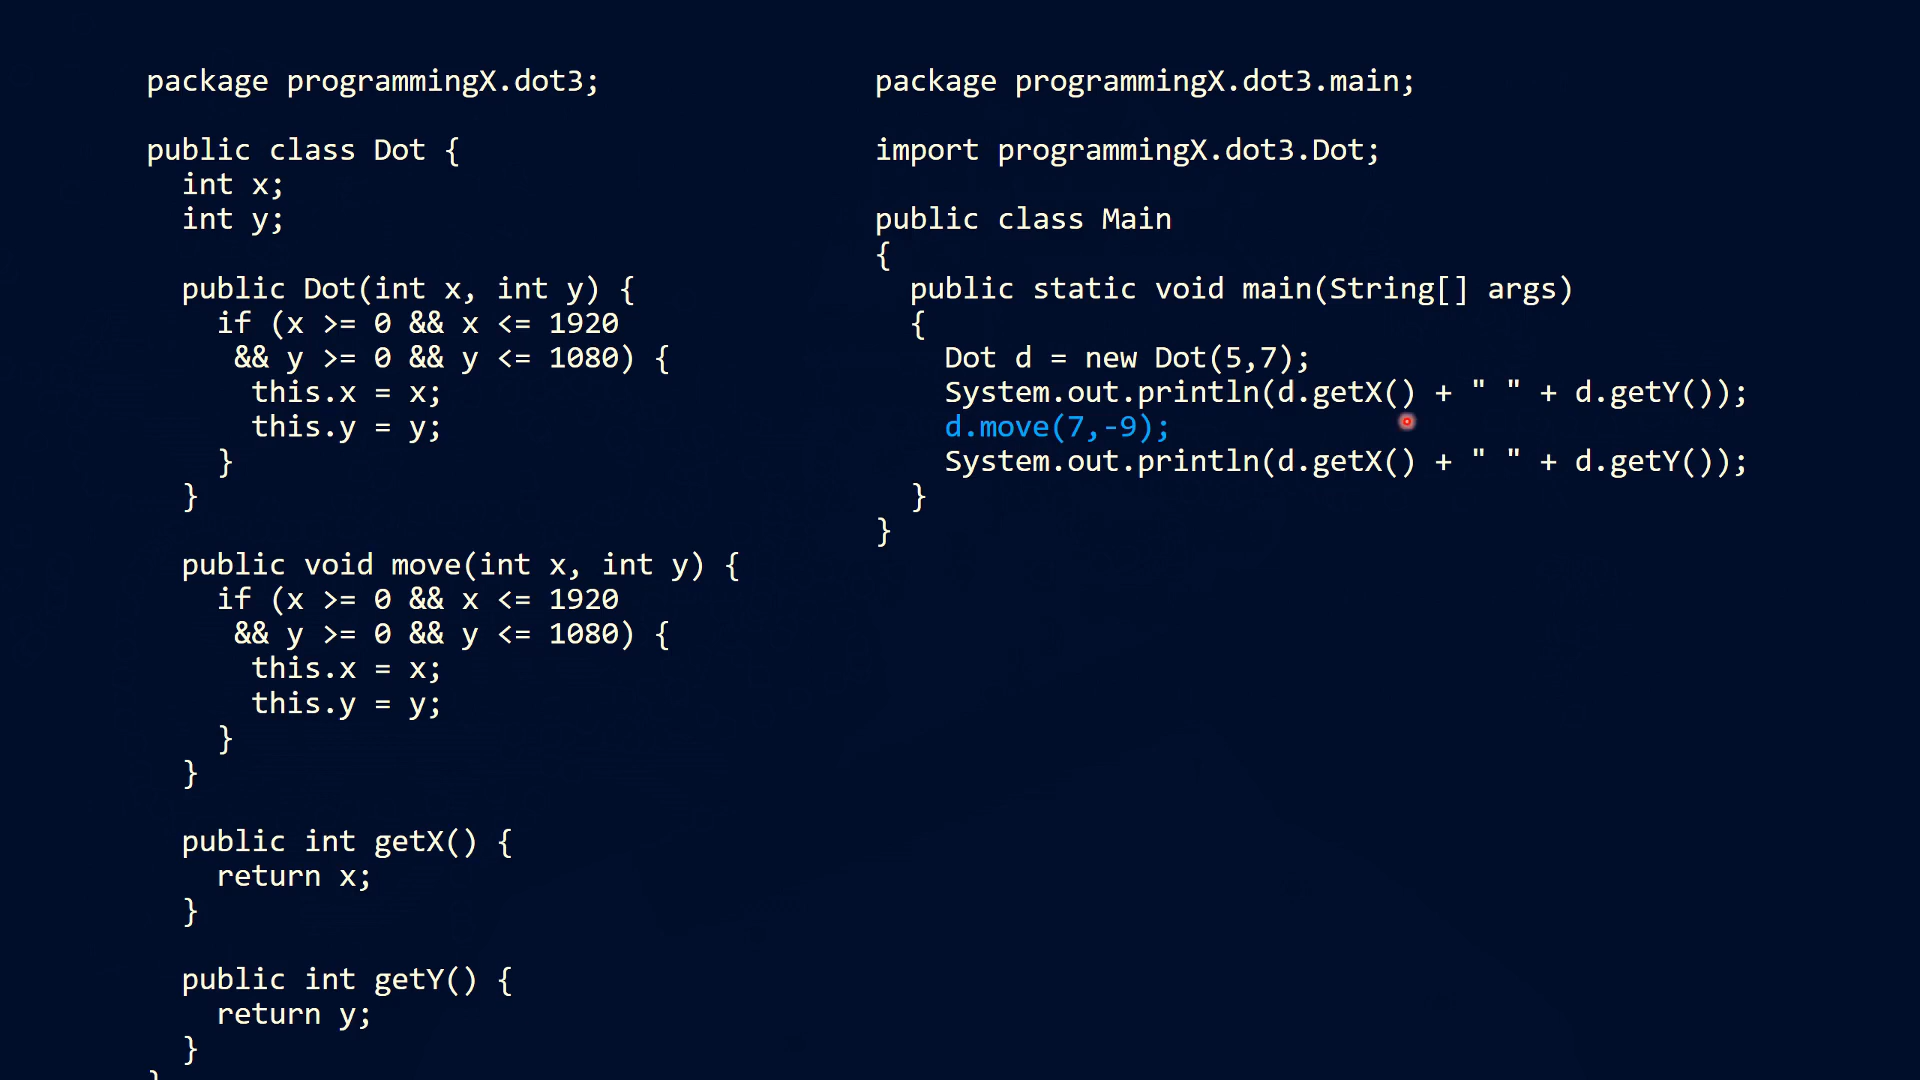 package programmingX.dot3;
public class Dot {
int x;
int y;
public Dot(int x, int y) {
if (x >= 0 && x <= 1920
&& y >= 0 && y <= 1080) {
this.x = x;
this.y = y;
}
}
public void move(int x, int y) {
if (x >= 0 && x <= 1920
&& y >= 0 && y <= 1080) {
this.x = x;
this.y = y;
}
}
public int getX() {
return x;
}
public int getY() {
return y;
}
}
package programmingX.dot3.main;
import programmingX.dot3.Dot;
public class Main
{
public static void main(String[] args)
{
Dot d = new Dot(5,7);
System.out.println(d.getX() + " " + d.getY());
d.move(7,-9);
System.out.println(d.getX() + " " + d.getY());
}
}